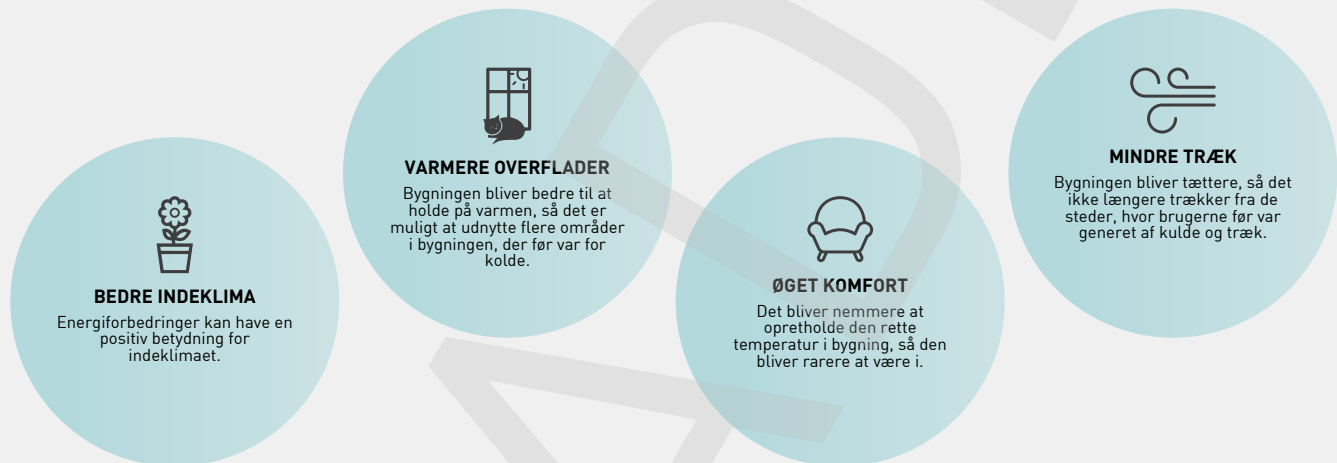 BEDRE INDEKLIMA
Energiforbedringer kan have en
positiv betydning for
indeklimaet.
VARMERE OVERFLADER
Bygningen bliver bedre til at
holde på varmen, så det er
muligt at udnytte flere områder
i bygningen, der før var for
kolde.
ØGET KOMFORT
Det bliver nemmere at
opretholde den rette
temperatur i bygning, så den
bliver rarere at være i.
MINDRE TRÆK
Bygningen bliver tættere, så det
ikke længere trækker fra de
steder, hvor brugerne før var
generet af kulde og træk.